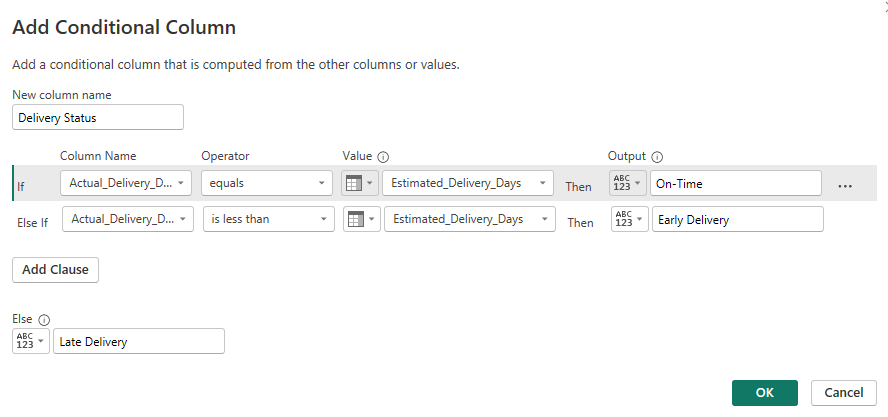 Add Conditional Column
Add a conditional column that is computed from the other columns or values.
New column name
Delivery Status
Column Name Operator Value Output
If Actual_Delivery_D... equals Estimated_Delivery_Days Then ABC 123 On-Time ...
Else If Actual_Delivery_D... is less than Estimated_Delivery_Days Then ABC 123 Early Delivery
Add Clause
Else
ABC 123 Late Delivery
OK Cancel